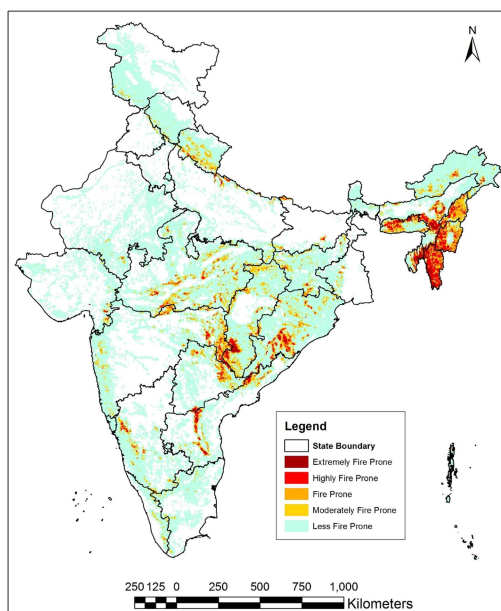 N
Legend
State Boundary
Extremely Fire Prone
Highly Fire Prone
Fire Prone
Moderately Fire Prone
Less Fire Prone
250 125 0 250 500 750 1,000
Kilometers